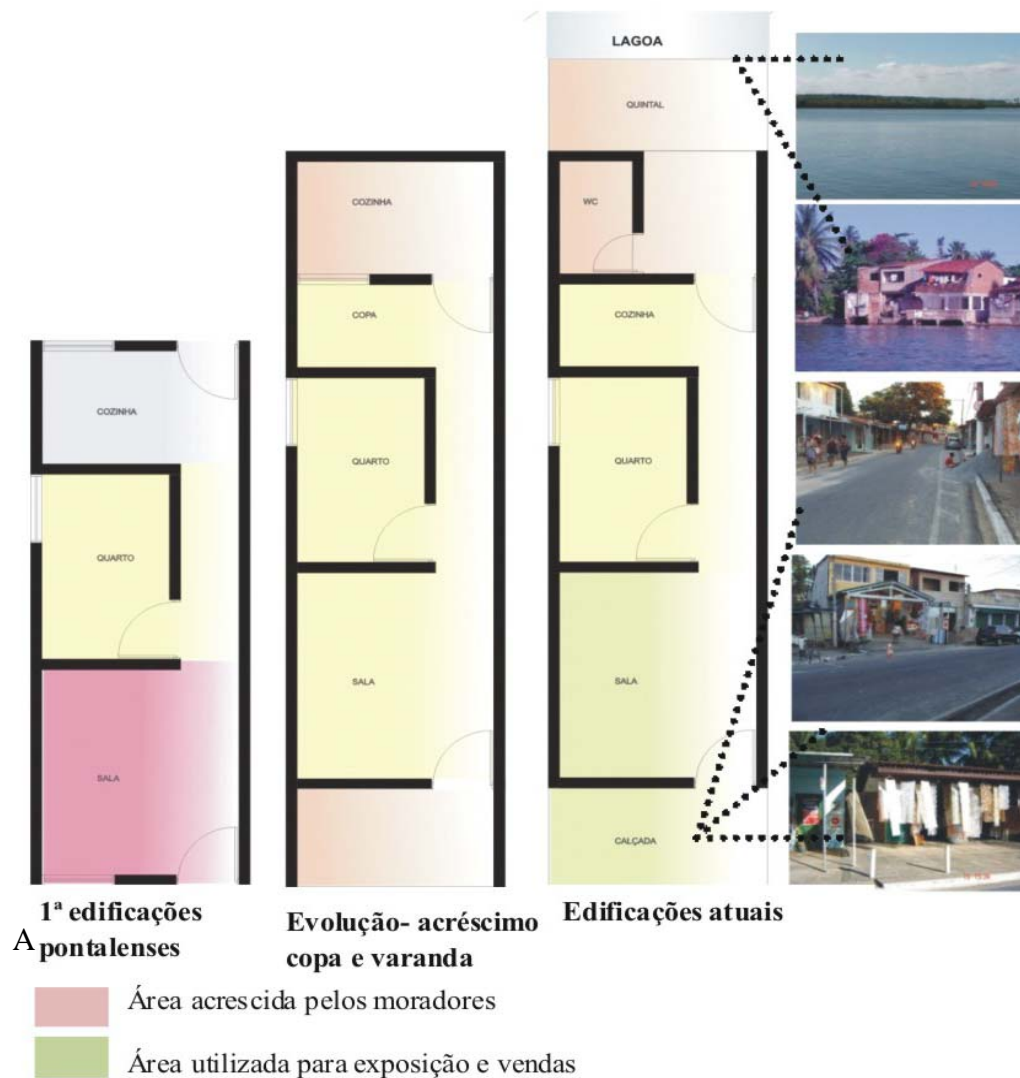 LAGOA
QUINTAL
WC
COZINHA
QUARTO
SALA
CALÇADA
COZINHA
COPA
QUARTO
SALA
COZINHA
QUARTO
SALA
1ª edificações
pontalenses
Evolução- acréscimo
copa e varanda
Edificações atuais
A
Área acrescida pelos moradores
Área utilizada para exposição e vendas